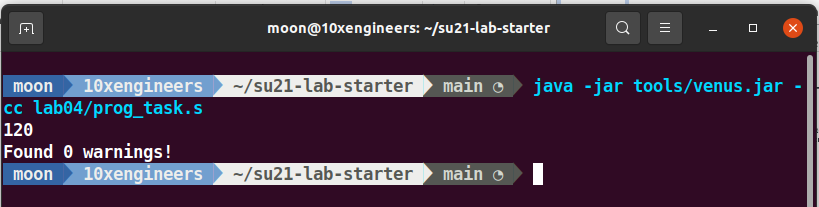 moon@10xengineers: ~/su21-lab-starter
moon 10xengineers ~/su21-lab-starter main ◔ java -jar tools/venus.jar -
cc lab04/prog_task.s
120
Found 0 warnings!
moon 10xengineers ~/su21-lab-starter main ◔